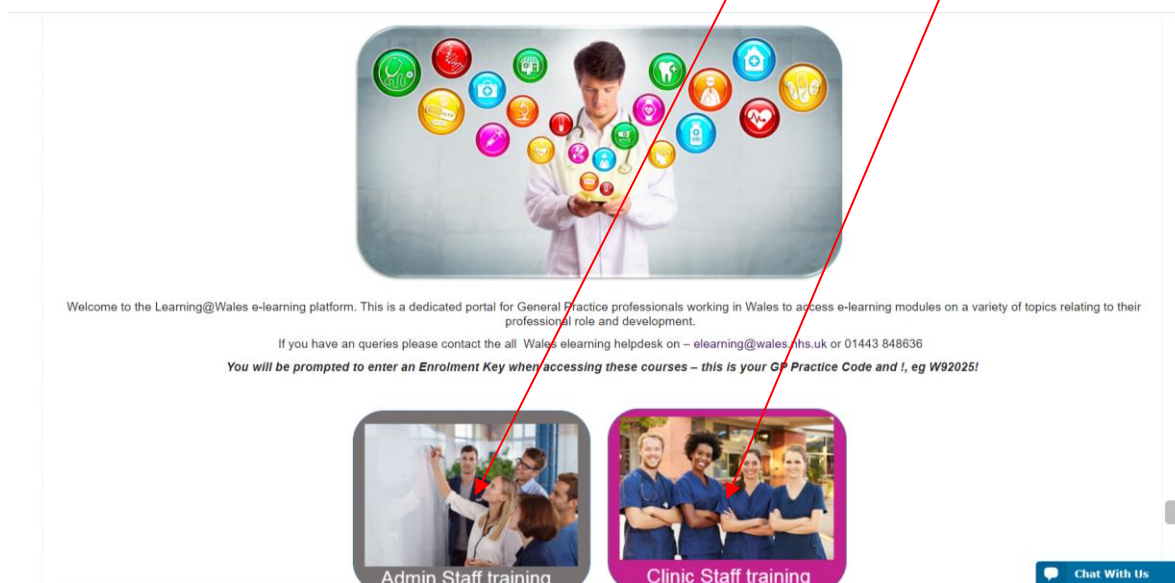 Welcome to the Learning@Wales e-learning platform. This is a dedicated portal for General Practice professionals working in Wales to access e-learning modules on a variety of topics relating to their
professional role and development.
If you have an queries please contact the all Wales elearning helpdesk on – elearning@wales.nhs.uk or 01443 848636
You will be prompted to enter an Enrolment Key when accessing these courses – this is your GP Practice Code and !, eg W92025!
Admin Staff training
Clinic Staff training
Chat With Us